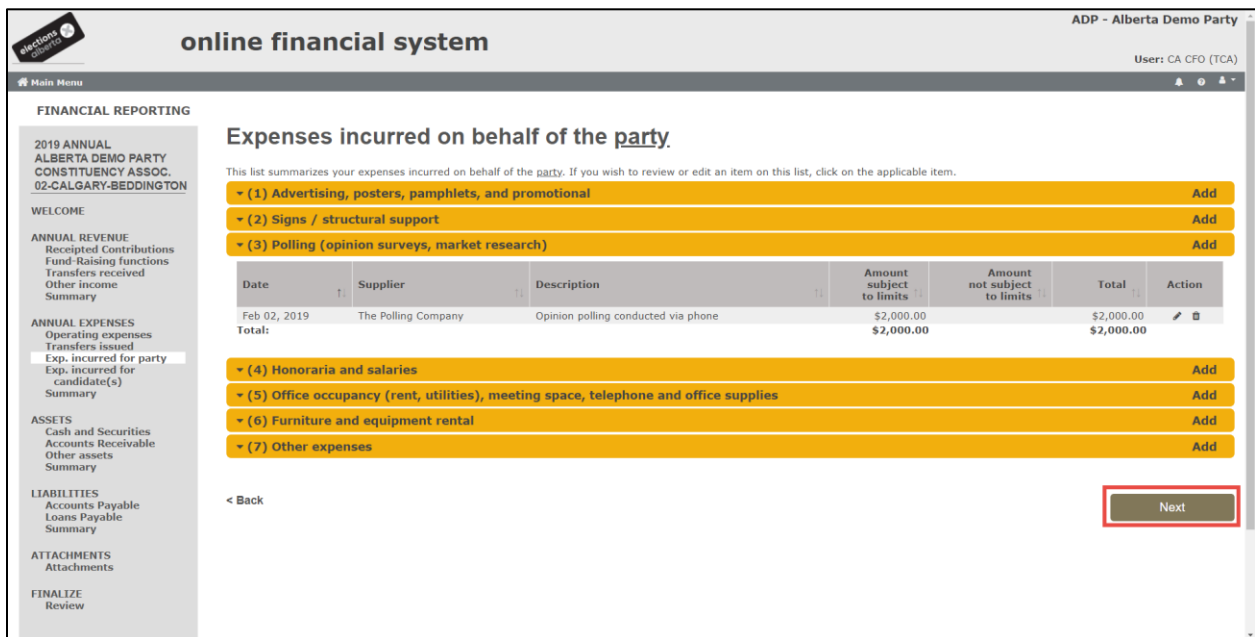 elections
alberta
online financial system
ADP - Alberta Demo Party
User: CA CFO (TCA)
Main Menu
FINANCIAL REPORTING
2019 ANNUAL
ALBERTA DEMO PARTY
CONSTITUENCY ASSOC.
02-CALGARY-BEDDINGTON
WELCOME
ANNUAL REVENUE
Receipted Contributions
Fund-Raising functions
Transfers received
Other income
Summary
ANNUAL EXPENSES
Operating expenses
Transfers issued
Exp. incurred for party
Exp. incurred for
candidate(s)
Summary
ASSETS
Cash and Securities
Accounts Receivable
Other assets
Summary
LIABILITIES
Accounts Payable
Loans Payable
Summary
ATTACHMENTS
Attachments
FINALIZE
Review
Expenses incurred on behalf of the party
This list summarizes your expenses incurred on behalf of the party. If you wish to review or edit an item on this list, click on the applicable item.
(1) Advertising, posters, pamphlets, and promotional Add
(2) Signs / structural support Add
(3) Polling (opinion surveys, market research) Add
Date Supplier Description Amount subject to limits Amount not subject to limits Total Action
Feb 02, 2019 The Polling Company Opinion polling conducted via phone $2,000.00 $2,000.00
Total: $2,000.00 $2,000.00
(4) Honoraria and salaries Add
(5) Office occupancy (rent, utilities), meeting space, telephone and office supplies Add
(6) Furniture and equipment rental Add
(7) Other expenses Add
< Back
Next